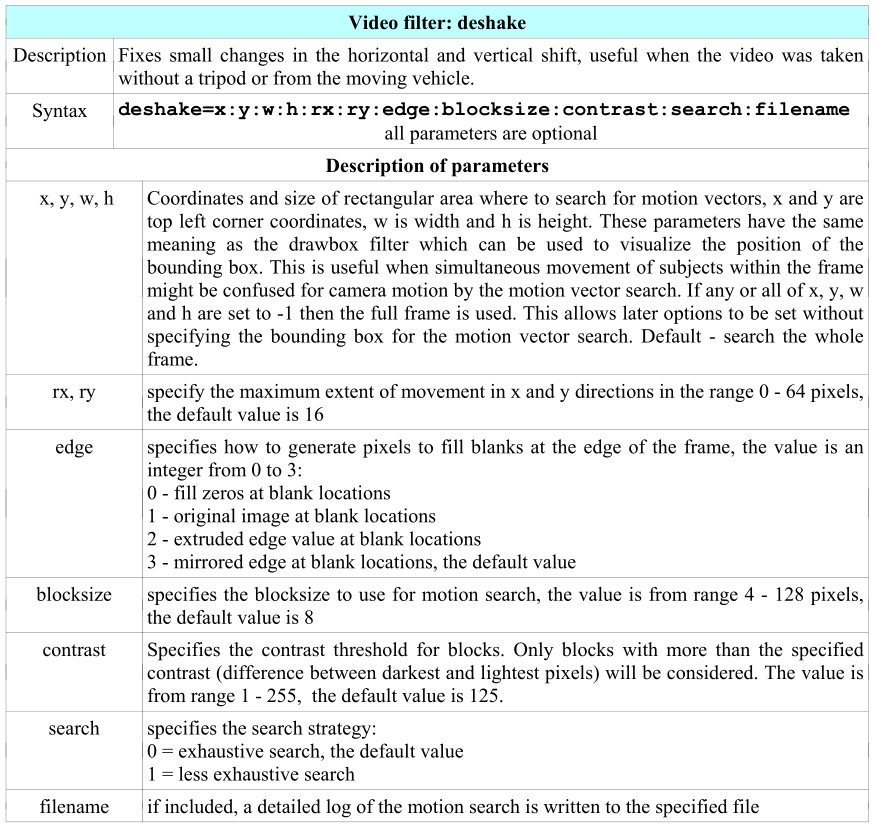 Video filter: deshake
Description
Fixes small changes in the horizontal and vertical shift, useful when the video was taken
without a tripod or from the moving vehicle.
Syntax
deshake=x:y:w:h:rx:ry:edge:blocksize:contrast:search:filename
all parameters are optional
Description of parameters
x, y, w, h
Coordinates and size of rectangular area where to search for motion vectors, x and y are
top left corner coordinates, w is width and h is height. These parameters have the same
meaning as the drawbox filter which can be used to visualize the position of the
bounding box. This is useful when simultaneous movement of subjects within the frame
might be confused for camera motion by the motion vector search. If any or all of x, y, w
and h are set to -1 then the full frame is used. This allows later options to be set without
specifying the bounding box for the motion vector search. Default - search the whole
frame.
rx, ry
specify the maximum extent of movement in x and y directions in the range 0 - 64 pixels,
the default value is 16
edge
specifies how to generate pixels to fill blanks at the edge of the frame, the value is an
integer from 0 to 3:
0 - fill zeros at blank locations
1 - original image at blank locations
2 - extruded edge value at blank locations
3 - mirrored edge at blank locations, the default value
blocksize
specifies the blocksize to use for motion search, the value is from range 4 - 128 pixels,
the default value is 8
contrast
Specifies the contrast threshold for blocks. Only blocks with more than the specified
contrast (difference between darkest and lightest pixels) will be considered. The value is
from range 1 - 255,  the default value is 125.
search
specifies the search strategy:
0 = exhaustive search, the default value
1 = less exhaustive search
filename
if included, a detailed log of the motion search is written to the specified file